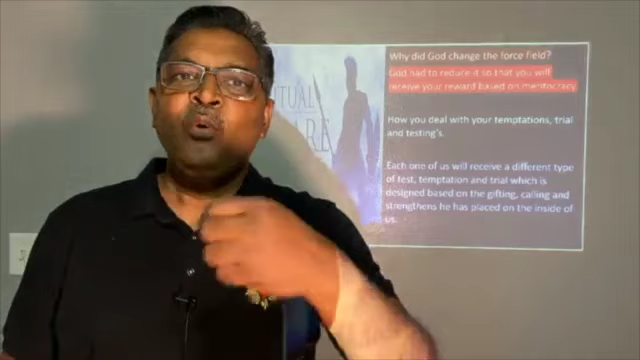 Why did God change the force field?
God had to reduce it so that you will
receive your reward based on meritocracy
How you deal with your temptations, trial
and testing's.
Each one of us will receive a different type
of test, temptation and trial which is
designed based on the gifting, calling and
strengthens he has placed on the inside of
us.